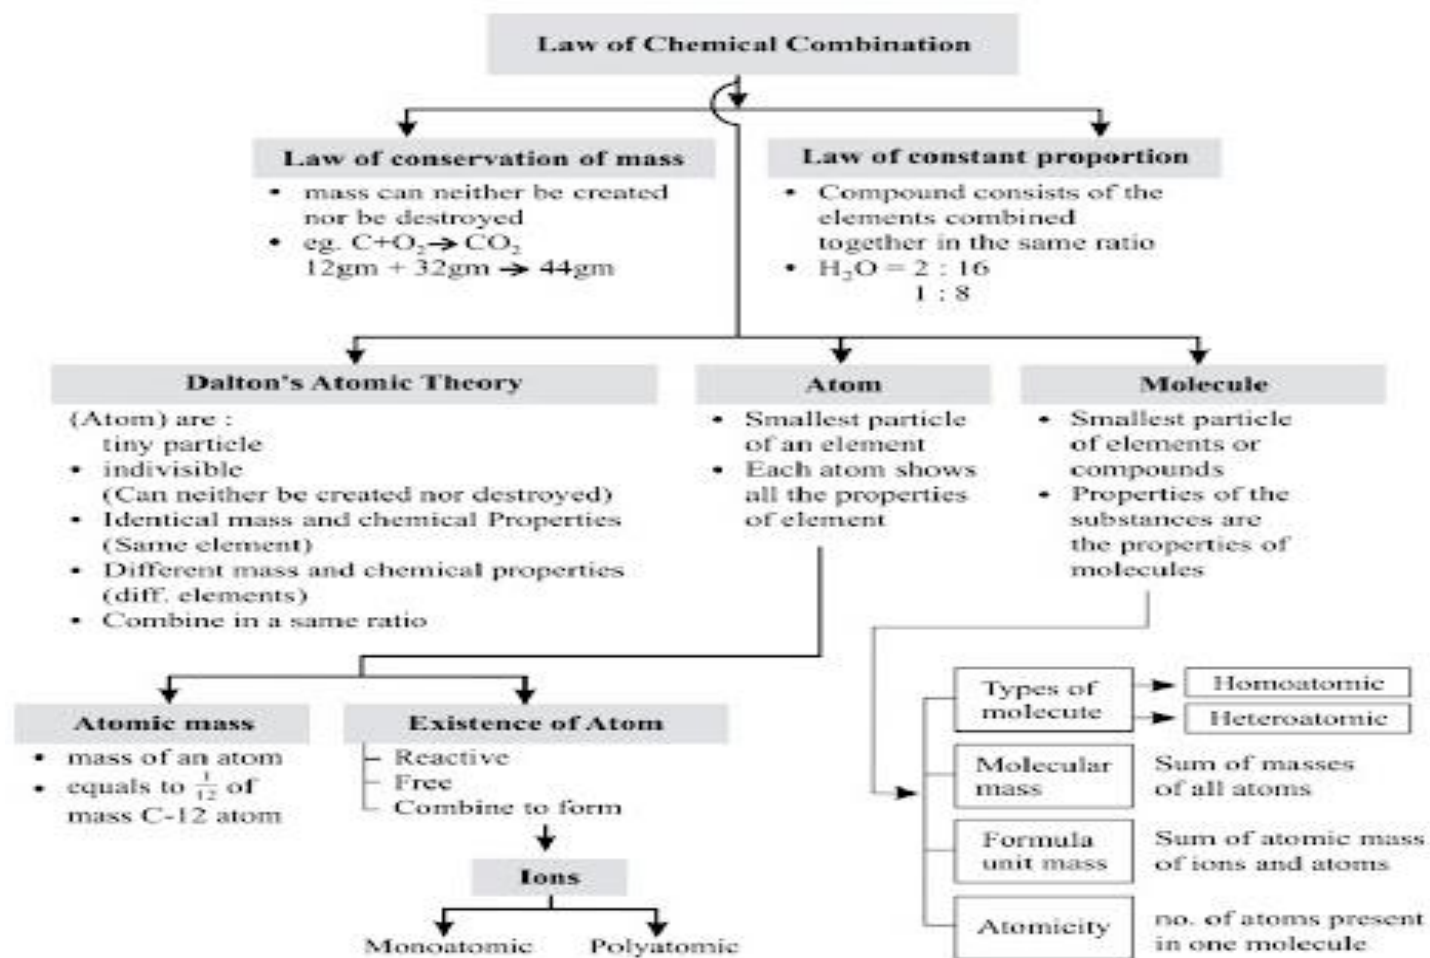 Law of Chemical Combination
Law of conservation of mass
• mass can neither be created
nor be destroyed
• eg. C+O₂→ CO₂
12gm + 32gm → 44gm
Law of constant proportion
• Compound consists of the
elements combined
together in the same ratio
• H₂O = 2 : 16
1 : 8
Dalton's Atomic Theory
{Atom} are :
tiny particle
• indivisible
(Can neither be created nor destroyed)
• Identical mass and chemical Properties
(Same element)
• Different mass and chemical properties
(diff. elements)
• Combine in a same ratio
Atom
• Smallest particle
of an element
• Each atom shows
all the properties
of element
Molecule
• Smallest particle
of elements or
compounds
• Properties of the
substances are
the properties of
molecules
Atomic mass
• mass of an atom
• equals to 1/12 of
mass C-12 atom
Existence of Atom
Reactive
Free
Combine to form
Ions
Monoatomic
Polyatomic
Types of
molecute
Homoatomic
Heteroatomic
Molecular
mass
Sum of masses
of all atoms
Formula
unit mass
Sum of atomic mass
of ions and atoms
Atomicity
no. of atoms present
in one molecule